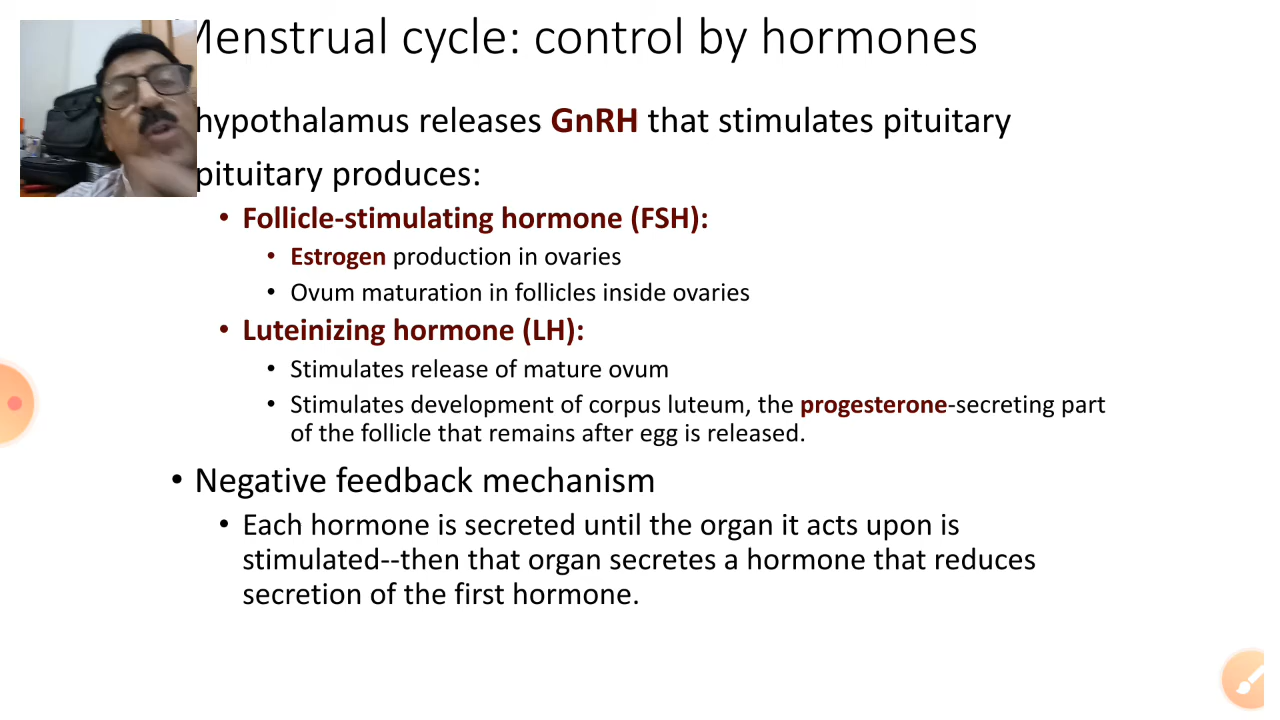 Menstrual cycle: control by hormones
hypothalamus releases GnRH that stimulates pituitary
pituitary produces:
• Follicle-stimulating hormone (FSH):
• Estrogen production in ovaries
• Ovum maturation in follicles inside ovaries
• Luteinizing hormone (LH):
• Stimulates release of mature ovum
• Stimulates development of corpus luteum, the progesterone-secreting part
of the follicle that remains after egg is released.
• Negative feedback mechanism
• Each hormone is secreted until the organ it acts upon is
stimulated--then that organ secretes a hormone that reduces
secretion of the first hormone.